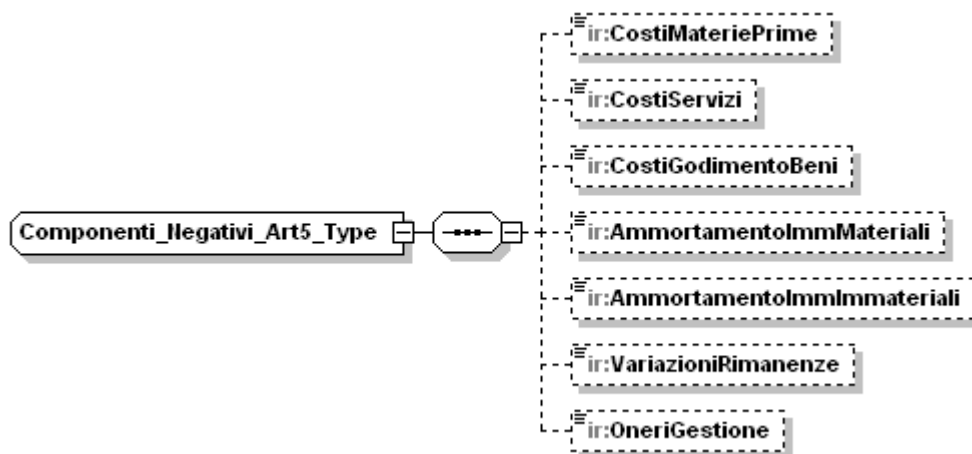 ir:CostiMateriePrime
ir:CostiServizi
ir:CostiGodimentoBeni
Componenti_Negativi_Art5_Type
ir:AmmortamentoImmMateriali
ir:AmmortamentoImmImmateriali
ir:VariazioniRimanenze
ir:OneriGestione